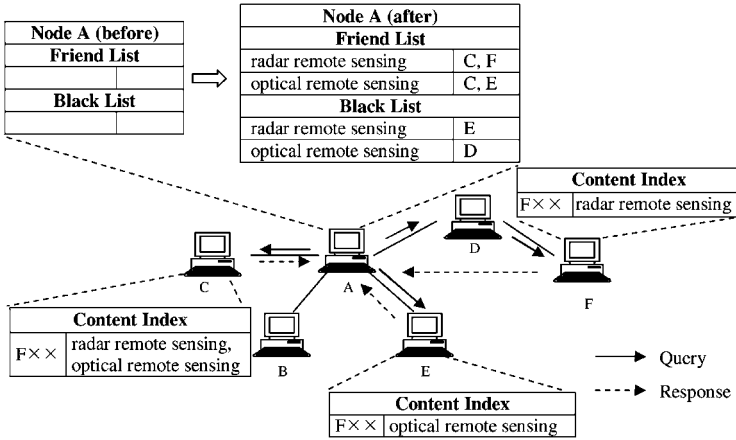 Node A (before)
Friend List
Black List
Node A (after)
Friend List
radar remote sensing C, F
optical remote sensing C, E
Black List
radar remote sensing E
optical remote sensing D
Content Index
F×× radar remote sensing
D
C
A
F
Content Index
F×× radar remote sensing,
optical remote sensing
B
E
Query
Response
Content Index
F×× optical remote sensing